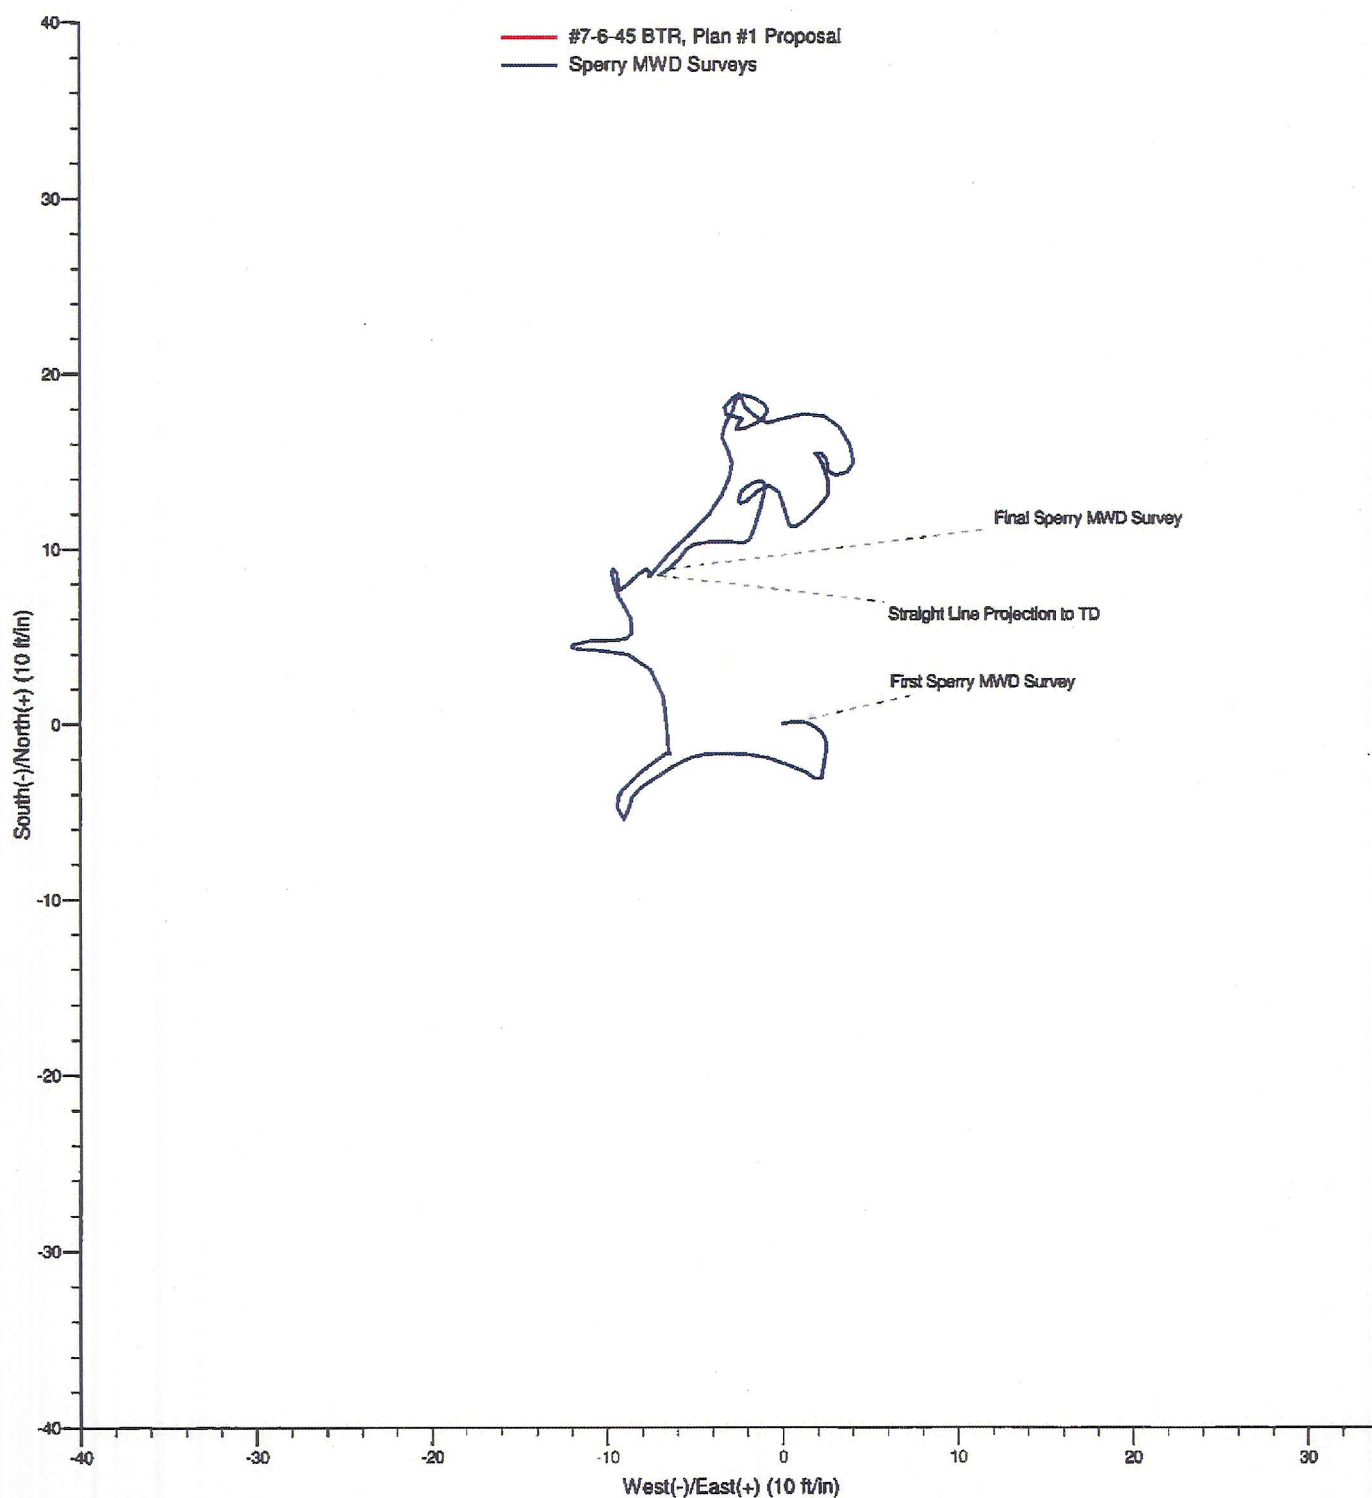 #7-6-45 BTR, Plan #1 Proposal
Sperry MWD Surveys
40
30
20
10
0
-10
-20
-30
-40
South(-)/North(+) (10 ft/in)
Final Sperry MWD Survey
Straight Line Projection to TD
First Sperry MWD Survey
-40 -30 -20 -10 0 10 20 30
West(-)/East(+) (10 ft/in)